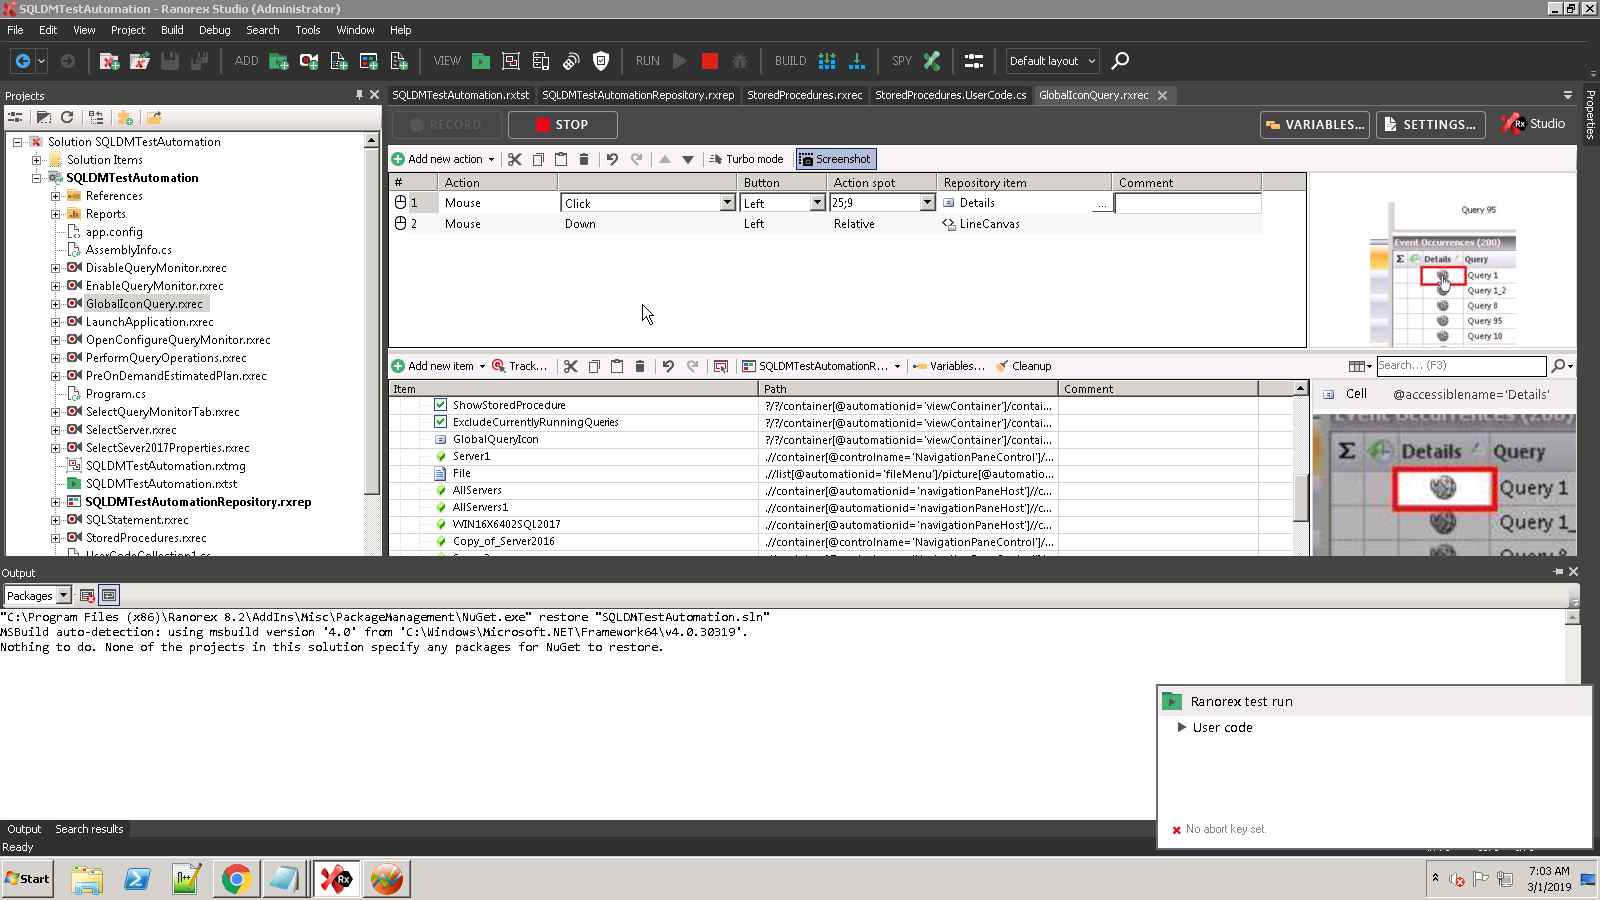 SQLDMTestAutomation - Ranorex Studio (Administrator)
File Edit View Project Build Debug Search Tools Window Help
ADD VIEW RUN BUILD SPY Default layout
Projects
SQLDMTestAutomation.rxtst SQLDMTestAutomationRepository.rxrep StoredProcedures.rxrec StoredProcedures.UserCode.cs GlobalIconQuery.rxrec
Properties
RECORD STOP VARIABLES... SETTINGS... Rx Studio
Add new action Turbo mode Screenshot
# Action Button Action spot Repository item Comment
1 Mouse Click Left 25;9 Details ...
2 Mouse Down Left Relative LineCanvas
Query 95
Event Occurrences (200)
Σ Details Query
Query 1
Query 1_2
Query 8
Query 95
Query 10
Solution SQLDMTestAutomation
Solution Items
SQLDMTestAutomation
References
Reports
app.config
AssemblyInfo.cs
DisableQueryMonitor.rxrec
EnableQueryMonitor.rxrec
GlobalIconQuery.rxrec
LaunchApplication.rxrec
OpenConfigureQueryMonitor.rxrec
PerformQueryOperations.rxrec
PreOnDemandEstimatedPlan.rxrec
Program.cs
SelectQueryMonitorTab.rxrec
SelectServer.rxrec
SelectSever2017Properties.rxrec
SQLDMTestAutomation.rxtmg
SQLDMTestAutomation.rxtst
SQLDMTestAutomationRepository.rxrep
SQLStatement.rxrec
StoredProcedures.rxrec
UserCodeCollection1.cs
Add new item Track... SQLDMTestAutomationR... Variables... Cleanup Search... (F3)
Item Path Comment
ShowStoredProcedure ?/?/container[@automationid='viewContainer']/contai...
ExcludeCurrentlyRunningQueries ?/?/container[@automationid='viewContainer']/contai...
GlobalQueryIcon ?/?/container[@automationid='viewContainer']/contai...
Server1 .//container[@controlname='NavigationPaneControl']/...
File .//list[@automationid='fileMenu']/picture[@automatio...
AllServers .//container[@automationid='navigationPaneHost']//c...
AllServers1 .//container[@automationid='navigationPaneHost']//c...
WIN16X6402SQL2017 .//container[@automationid='navigationPaneHost']//c...
Copy_of_Server2016 .//container[@controlname='NavigationPaneControl']/...
Cell @accessiblename='Details'
Event Occurrences (200)
Σ Details Query
Query 1
Query 1_
Output
Packages
"C:\Program Files (x86)\Ranorex 8.2\AddIns\Misc\PackageManagement\NuGet.exe" restore "SQLDMTestAutomation.sln"
MSBuild auto-detection: using msbuild version '4.0' from 'C:\Windows\Microsoft.NET\Framework64\v4.0.30319'.
Nothing to do. None of the projects in this solution specify any packages for NuGet to restore.
Ranorex test run
User code
No abort key set.
Output Search results
Ready
Start
7:03 AM
3/1/2019